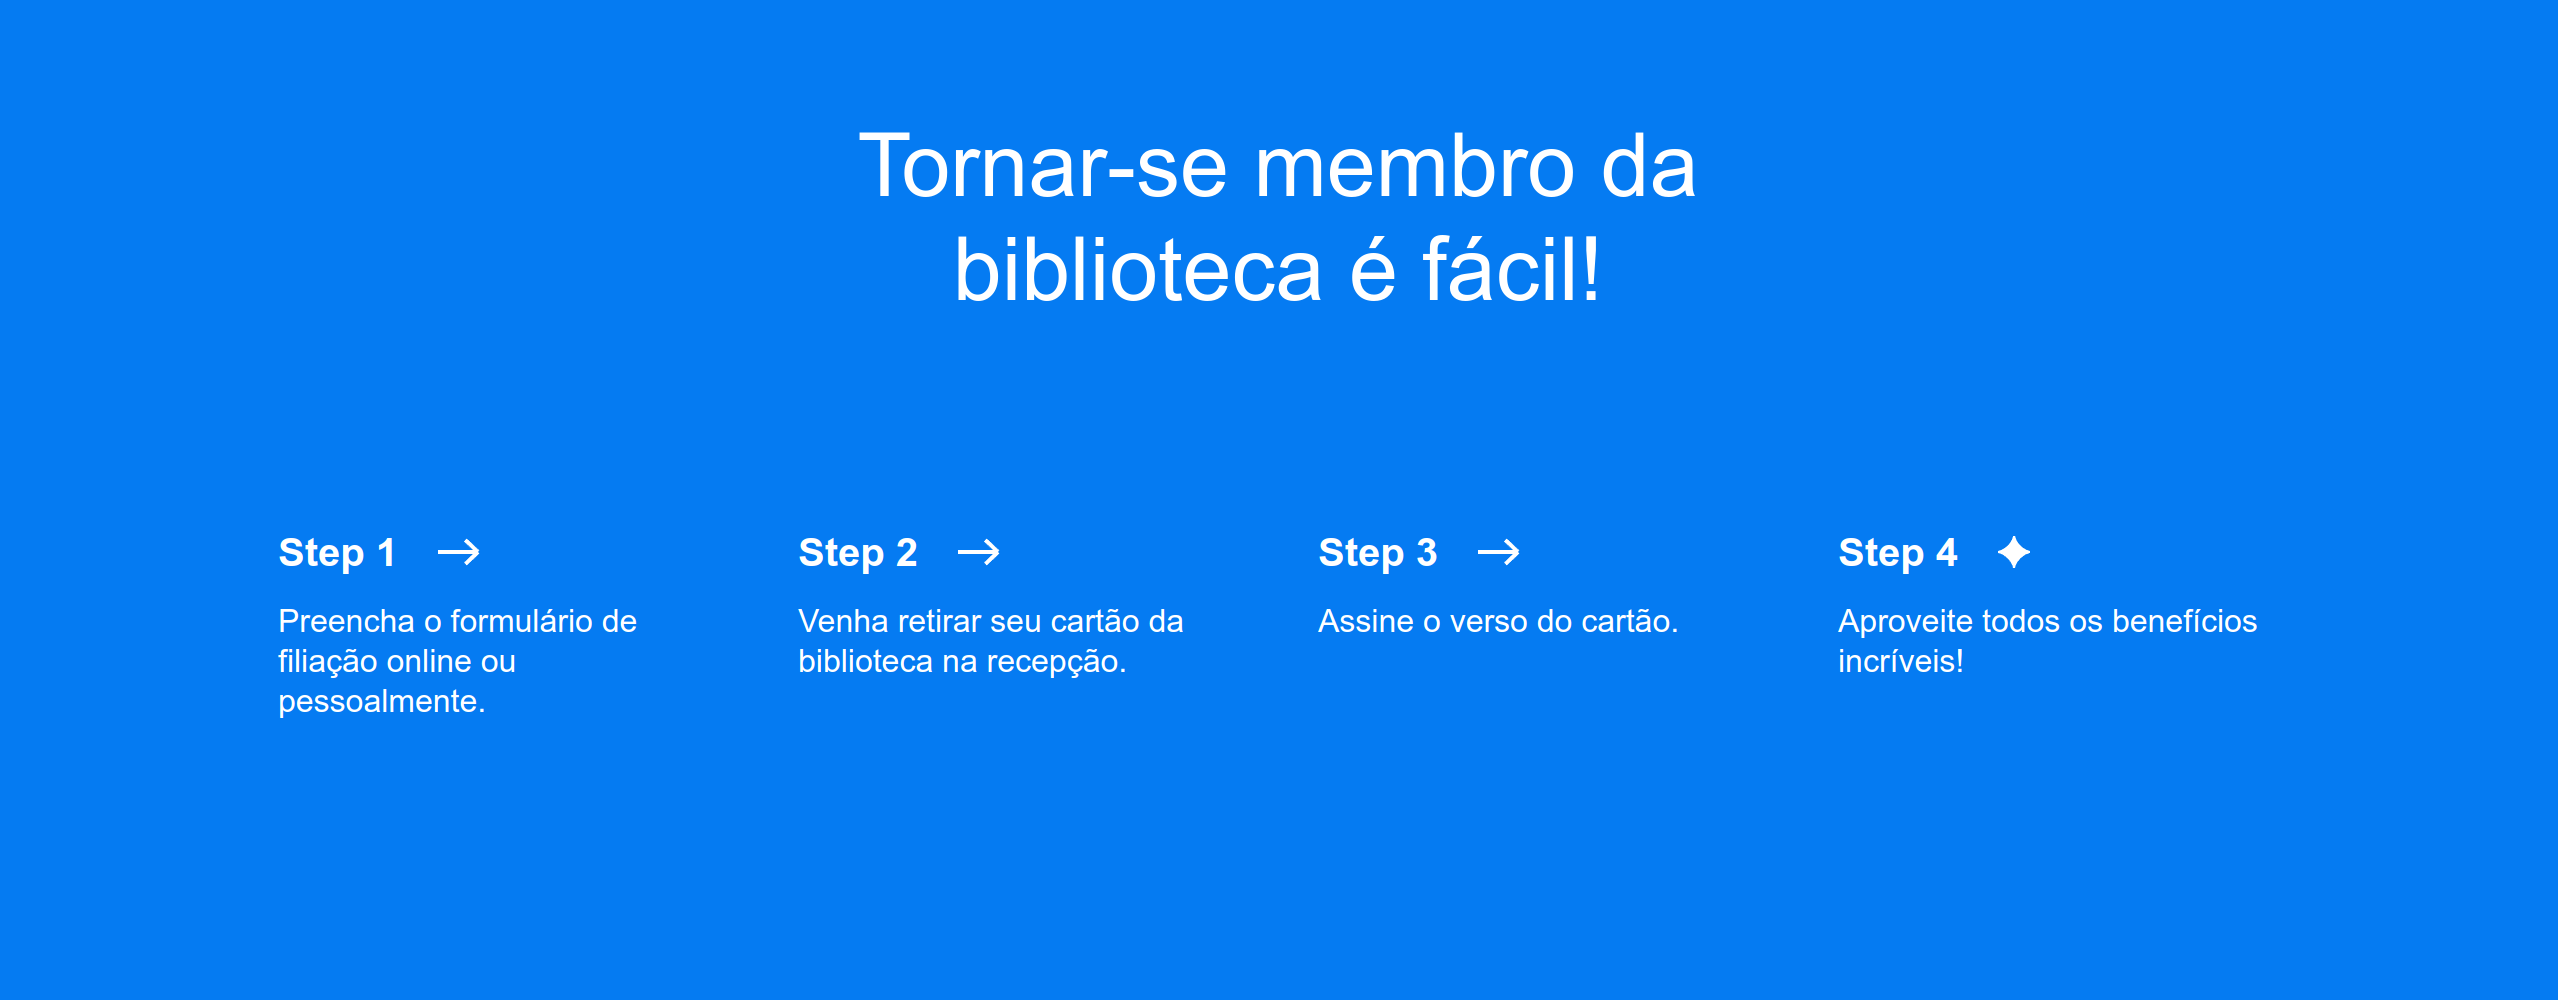 Tornar-se membro da
biblioteca é fácil!
Step 1
Preencha o formulário de
filiação online ou
pessoalmente.
Step 2
Venha retirar seu cartão da
biblioteca na recepção.
Step 3
Assine o verso do cartão.
Step 4
Aproveite todos os benefícios
incríveis!